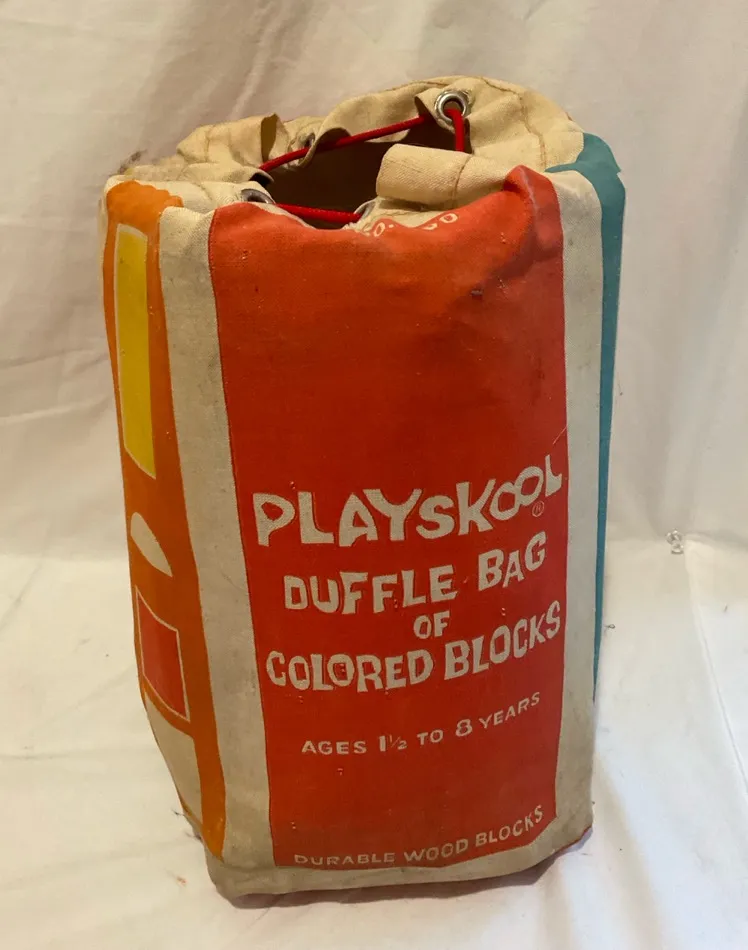 PLAYSKOOL®
DUFFLE BAG
OF
COLORED BLOCKS
AGES 1½ TO 8 YEARS
DURABLE WOOD BLOCKS